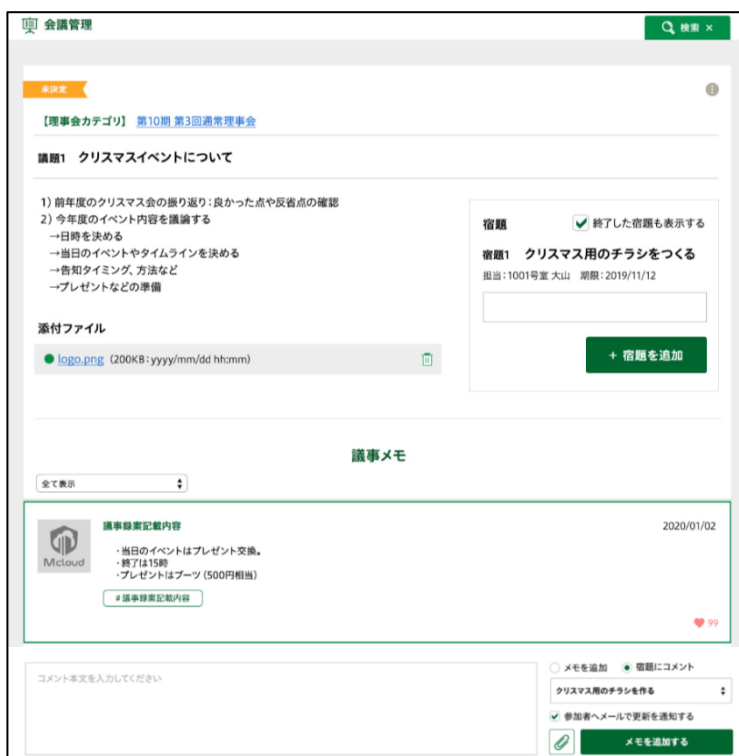 会議管理
検索 ×
未決定
【理事会カテゴリ】 第10期 第3回通常理事会
議題1 クリスマスイベントについて
1) 前年度のクリスマス会の振り返り：良かった点や反省点の確認
2) 今年度のイベント内容を議論する
→日時を決める
→当日のイベントやタイムラインを決める
→告知タイミング、方法など
→プレゼントなどの準備
添付ファイル
logo.png (200KB：yyyy/mm/dd hh:mm)
宿題 終了した宿題も表示する
宿題1 クリスマス用のチラシをつくる
担当：1001号室 大山 期限：2019/11/12
+ 宿題を追加
議事メモ
全て表示
Mcloud
議事録案記載内容
2020/01/02
・当日のイベントはプレゼント交換。
・終了は15時
・プレゼントはブーツ (500円相当)
#議事録案記載内容
99
コメント本文を入力してください
メモを追加 宿題にコメント
クリスマス用のチラシを作る
参加者へメールで更新を通知する
メモを追加する